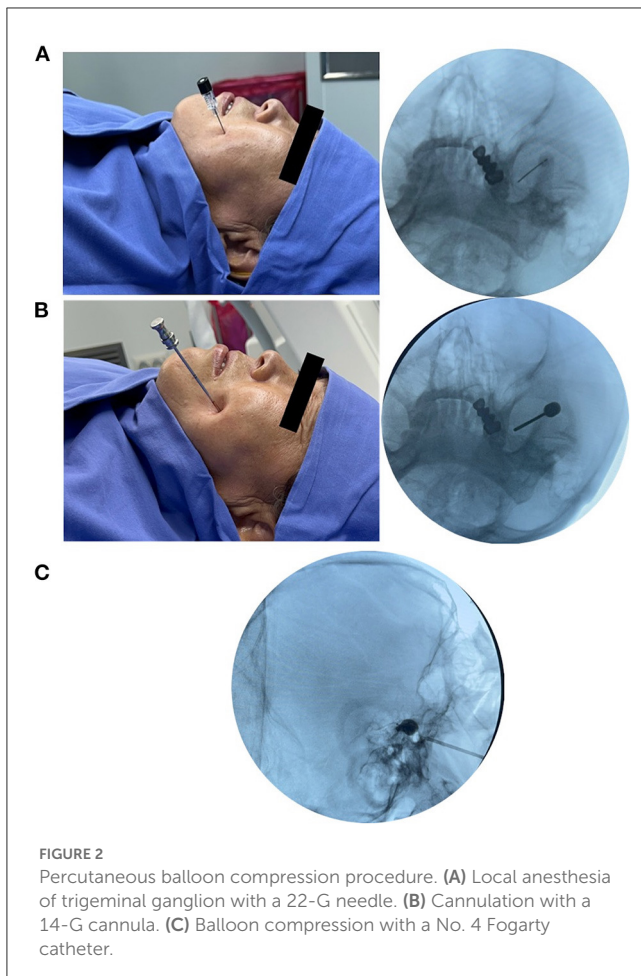 A
B
C
FIGURE 2
Percutaneous balloon compression procedure. (A) Local anesthesia
of trigeminal ganglion with a 22-G needle. (B) Cannulation with a
14-G cannula. (C) Balloon compression with a No. 4 Fogarty
catheter.